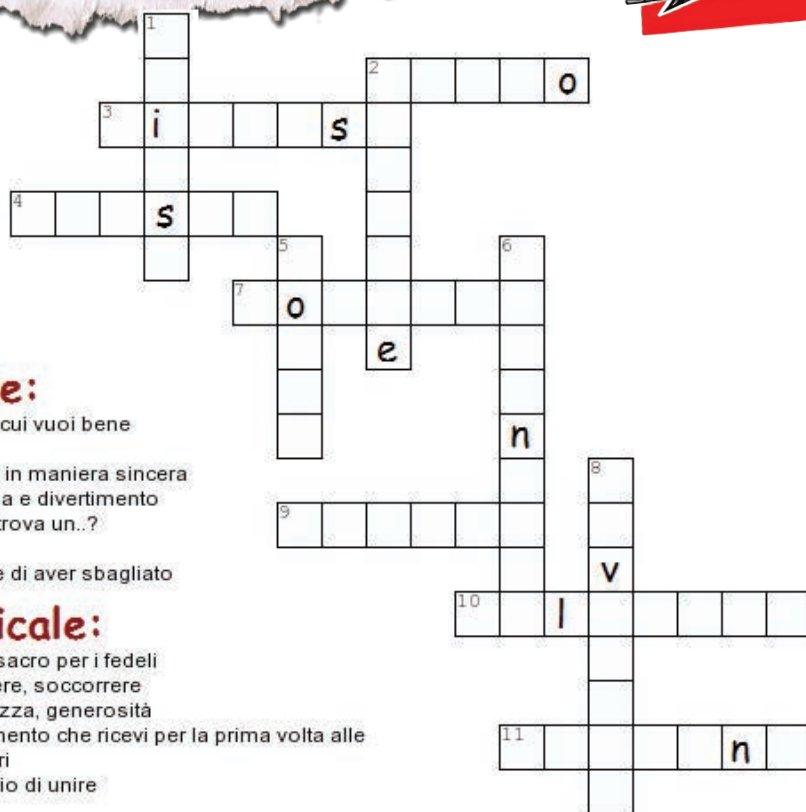 1
2 o
3 i s
4 s
5 6
7 o
e
n
8
9
v
10 l
11 n
e:
cui vuoi bene
in maniera sincera
a e divertimento
trova un..?
e di aver sbagliato
icale:
sacro per i fedeli
ere, soccorrere
zza, generosità
mento che ricevi per la prima volta alle
ri
io di unire